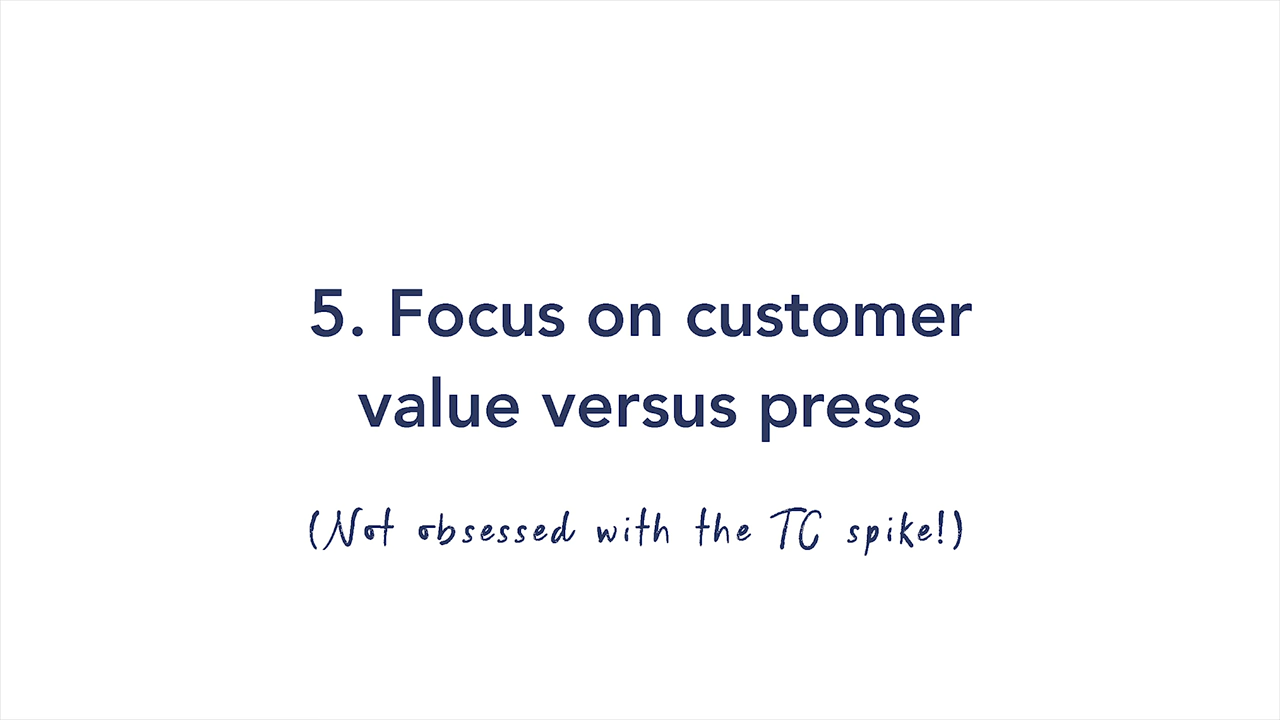 5. Focus on customer
value versus press
(Not obsessed with the TC spike!)